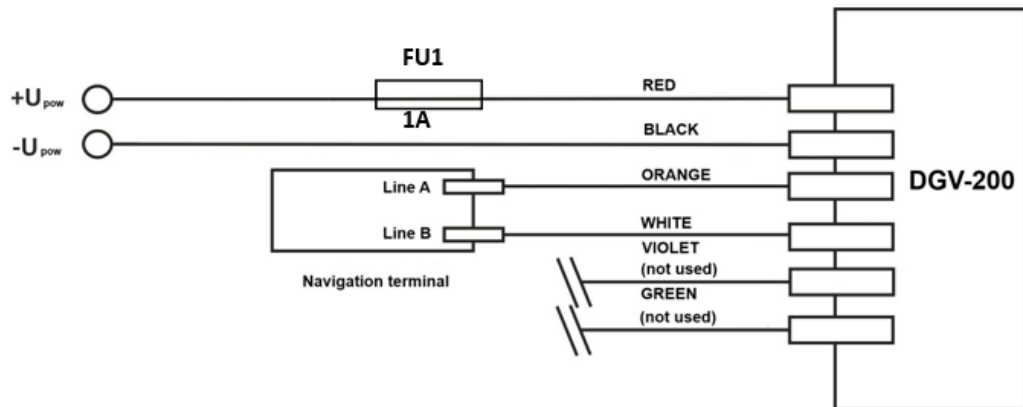 FU1
+U pow
1A
RED
-U pow
BLACK
Line A
ORANGE
DGV-200
Line B
WHITE
VIOLET
(not used)
Navigation terminal
GREEN
(not used)